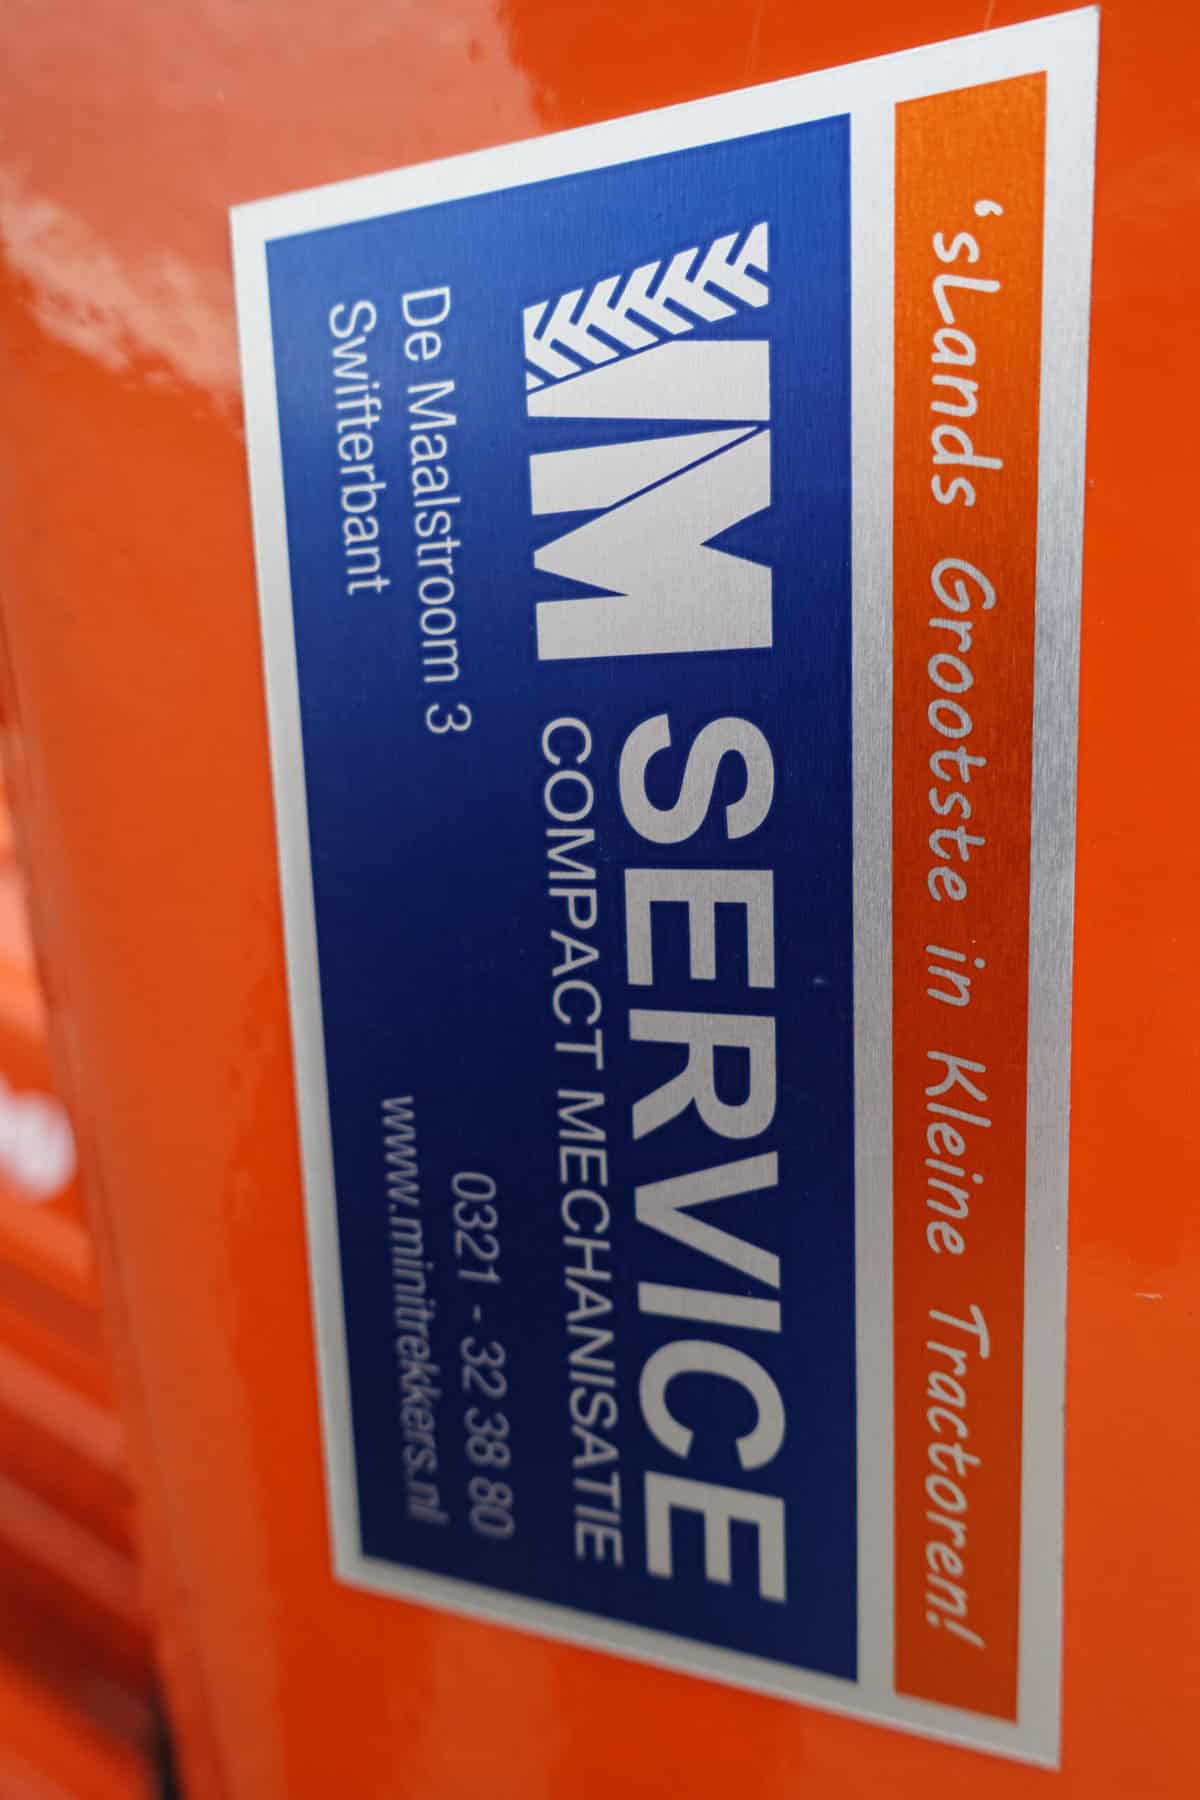 'sLands Grootste in Kleine Tractoren!
IM SERVICE
COMPACT MECHANISATIE
De Maalstroom 3
Swifterbant
0321 - 32 38 80
www.minitrekkers.nl